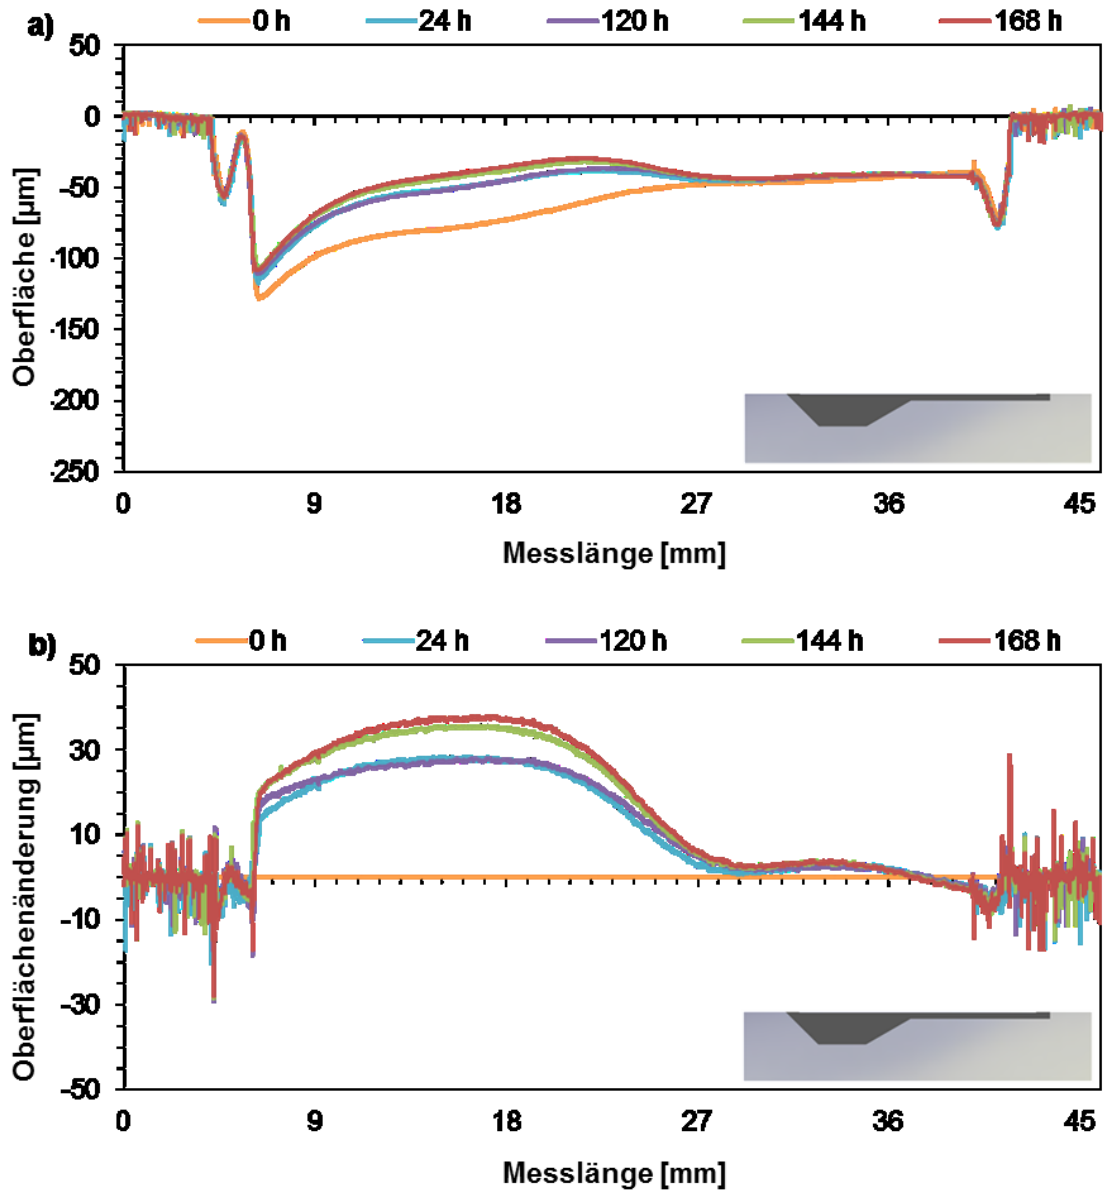 a) 0 h 24 h 120 h 144 h 168 h
50
0
-50
-100
-150
-200
-250
Oberfläche [µm]
0 9 18 27 36 45
Messlänge [mm]
b) 0 h 24 h 120 h 144 h 168 h
50
30
10
-10
-30
-50
Oberflächenänderung [µm]
0 9 18 27 36 45
Messlänge [mm]